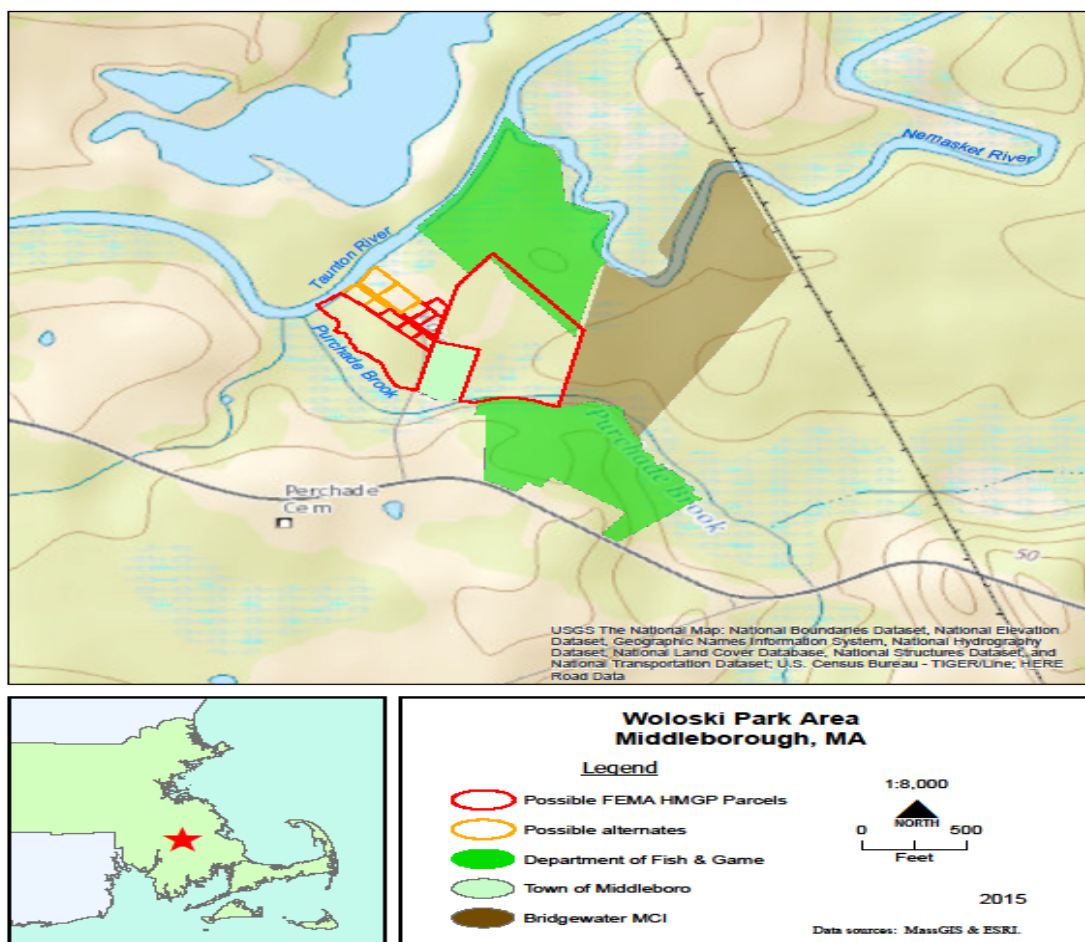 Nemasket River
Taunton River
Purchade Brook
Purchade Brook
Perchade
Cem
50
USGS The National Map: National Boundaries Dataset, National Elevation
Dataset, Geographic Names Information System, National Hydrography
Dataset, National Land Cover Database, National Structures Dataset, and
National Transportation Dataset; U.S. Census Bureau - TIGER/Line; HERE
Road Data
Woloski Park Area
Middleborough, MA
Legend
Possible FEMA HMGP Parcels
Possible alternates
Department of Fish & Game
Town of Middleboro
Bridgewater MCI
1:8,000
NORTH
0 500
Feet
2015
Data sources: MassGIS & ESRI.